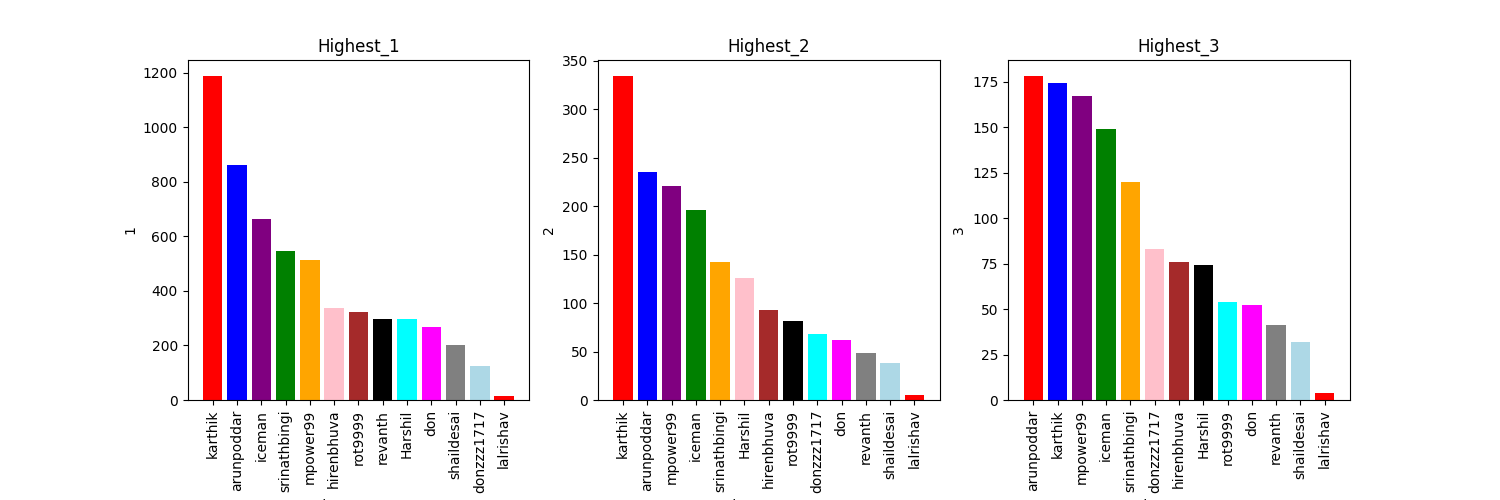 Highest_1
1200
1000
800
600
400
200
0
1
karthik
arunpoddar
iceman
srinathbingi
mpower99
hirenbhuva
rot9999
revanth
Harshil
don
shaildesai
donzzz1717
lalrishav
Highest_2
350
300
250
200
150
100
50
0
2
karthik
arunpoddar
mpower99
iceman
srinathbingi
Harshil
hirenbhuva
rot9999
donzzz1717
don
revanth
shaildesai
lalrishav
Highest_3
175
150
125
100
75
50
25
0
3
arunpoddar
karthik
mpower99
iceman
srinathbingi
donzzz1717
hirenbhuva
Harshil
rot9999
don
revanth
shaildesai
lalrishav